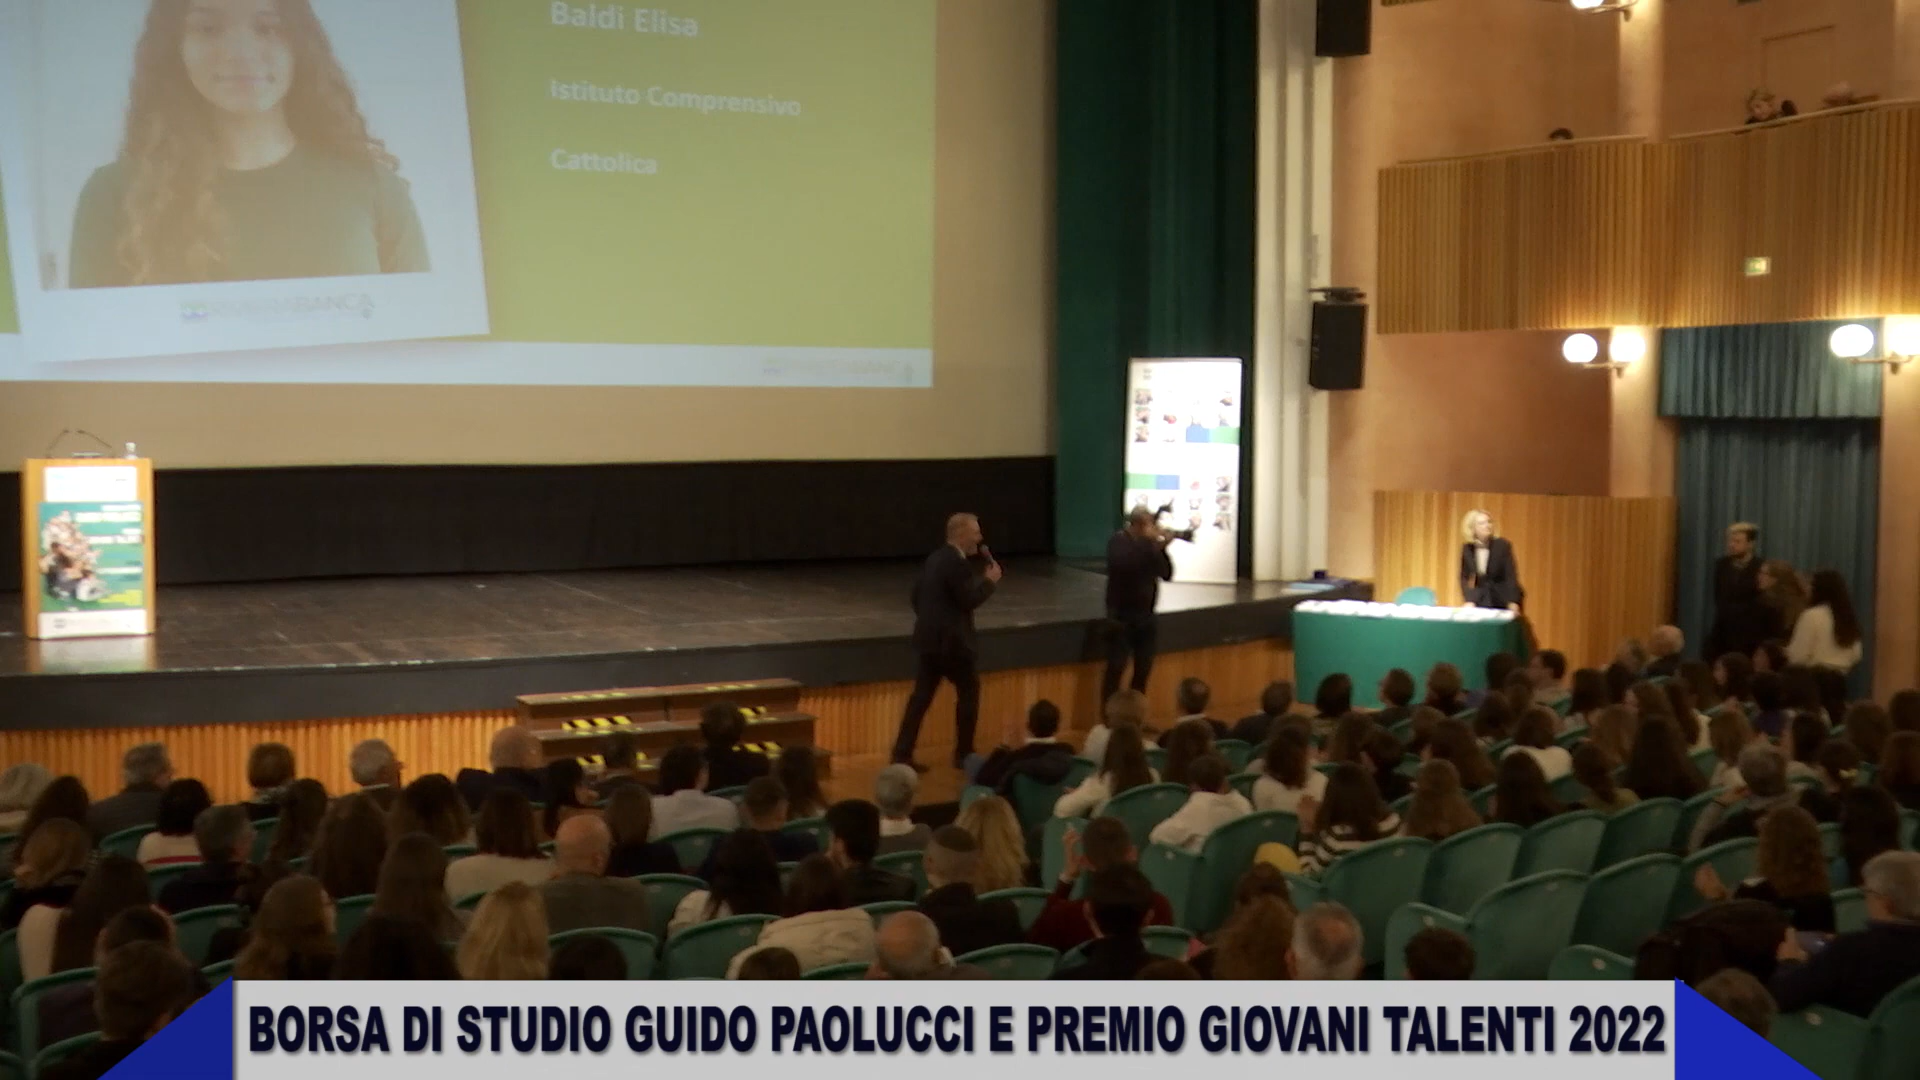 Baldi Elisa
Istituto Comprensivo
Cattolica
BORSA DI STUDIO GUIDO PAOLUCCI E PREMIO GIOVANI TALENTI 2022